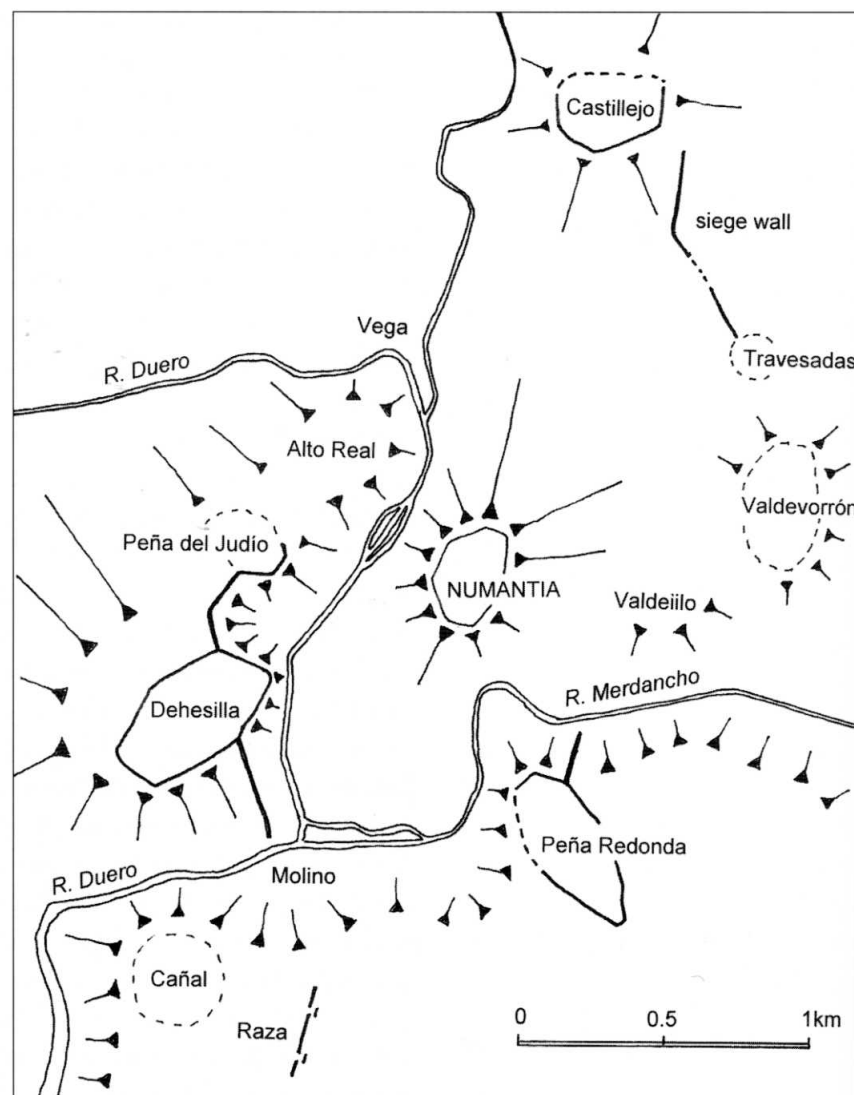 Castillejo
siege wall
Vega
R. Duero
Travesadas
Alto Real
Valdevorrón
Peña del Judío
NUMANTIA
Valdeiilo
R. Merdancho
Dehesilla
Peña Redonda
R. Duero
Molino
Cañal
Raza
0 0.5 1km